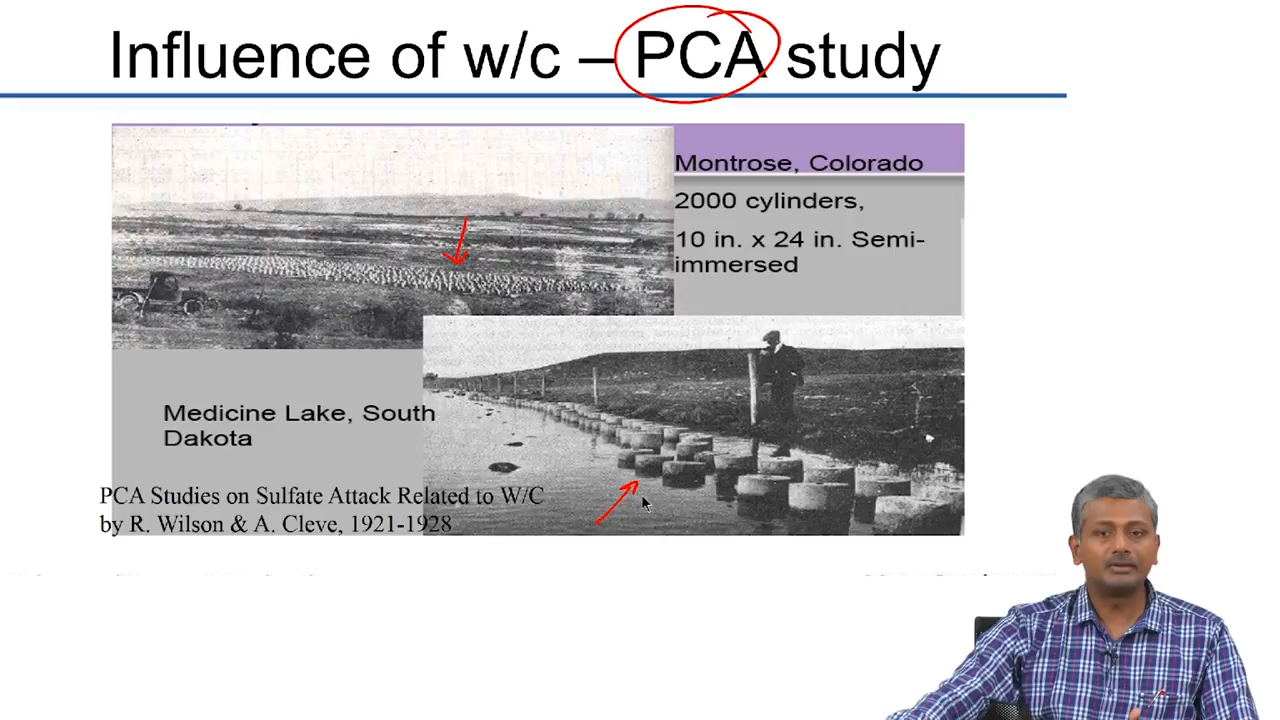 Influence of w/c – PCA study
Montrose, Colorado
2000 cylinders,
10 in. x 24 in. Semi-
immersed
Medicine Lake, South
Dakota
PCA Studies on Sulfate Attack Related to W/C
by R. Wilson & A. Cleve, 1921-1928